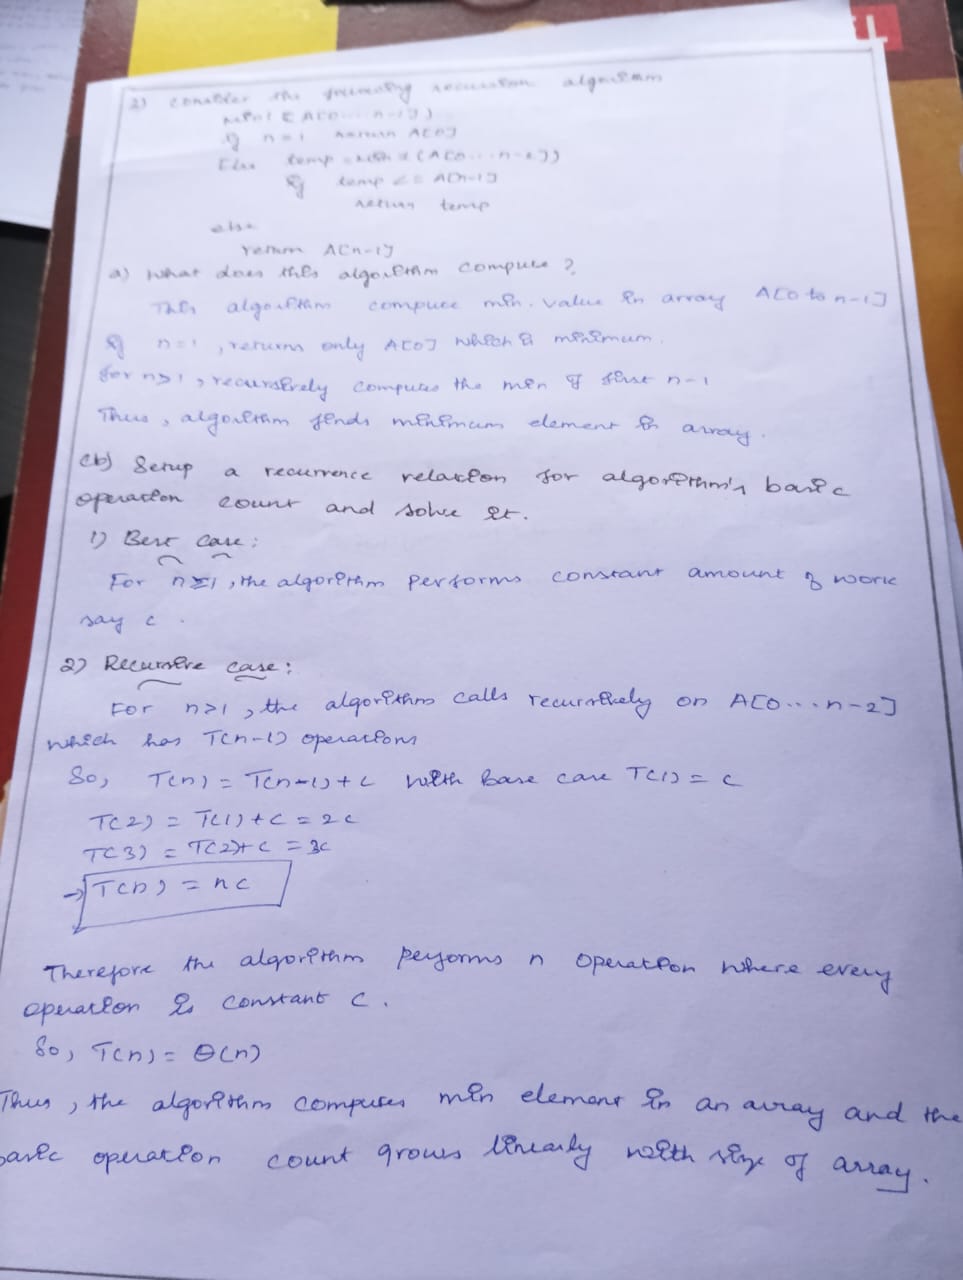 2) consider the following recursion algorithm
Min1 (A[0...n-1])
if n=1 return A[0]
Else temp = Min1 (A[0...n-2])
if temp <= A[n-1]
return temp
else
return A[n-1]
a) What does this algorithm compute?
This algorithm compute min. value in array A[0 to n-1]
If n=1, returns only A[0] which is minimum.
for n>1, recursively computes the min of first n-1
Thus, algorithm finds minimum element in array.
(b) Setup a recurrence relation for algorithm's basic
operation count and solve it.
1) Best case:
For n=1, the algorithm performs constant amount of work
say c.
2) Recursive case:
For n>1, the algorithm calls recursively on A[0...n-2]
which has T(n-1) operations
So, T(n) = T(n-1)+c with Base case T(1) = c
T(2) = T(1)+c = 2c
T(3) = T(2)+c = 3c
→ T(n) = nc
Therefore the algorithm performs n operation where every
operation is constant c.
So, T(n) = Θ(n)
Thus, the algorithm computes min element in an array and the
basic operation count grows linearly with size of array.